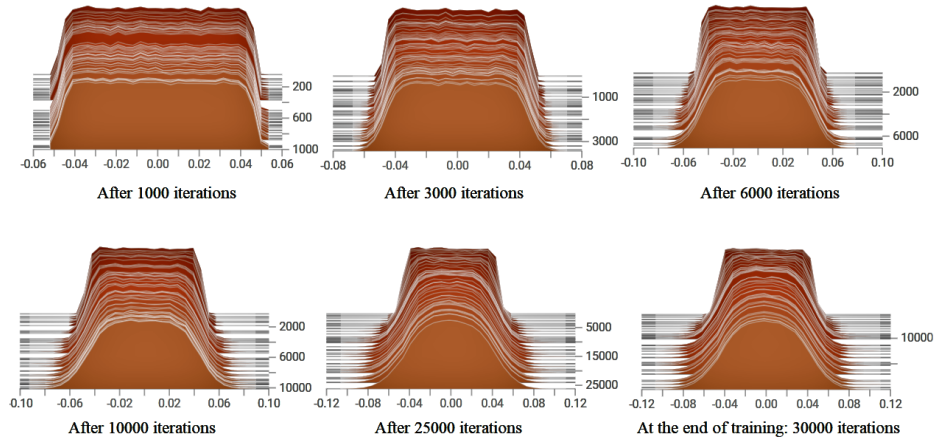 200
600
1000
-0.06 -0.04 -0.02 0.00 0.02 0.04 0.06
After 1000 iterations
1000
3000
-0.08 -0.04 0.00 0.04 0.08
After 3000 iterations
2000
6000
-0.10 -0.06 -0.02 0.02 0.06 0.10
After 6000 iterations
2000
6000
10000
0.10 -0.06 -0.02 0.02 0.06 0.10
After 10000 iterations
5000
15000
25000
-0.12 -0.08 -0.04 0.00 0.04 0.08 0.12
After 25000 iterations
10000
-0.12 -0.08 -0.04 0.00 0.04 0.08 0.12
At the end of training: 30000 iterations